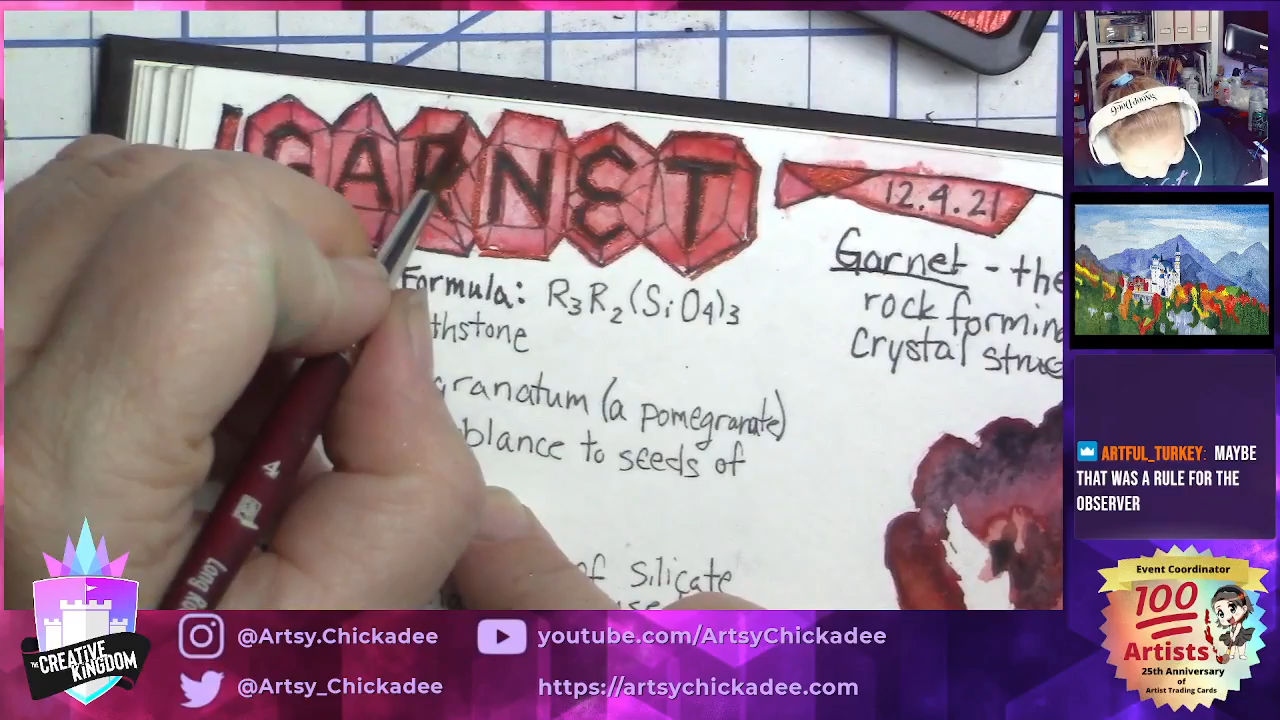 GARNET
12.4.21
Formula: R3R2(SiO4)3
thstone
granatum (a pomegranate)
blance to seeds of
of silicate
Garnet - the
rock formin
Crystal struc
4
ARTFUL_TURKEY: MAYBE
THAT WAS A RULE FOR THE
OBSERVER
Event Coordinator
100
Artists
25th Anniversary
of
Artist Trading Cards
THE CREATIVE
KINGDOM
@Artsy.Chickadee
youtube.com/ArtsyChickadee
@Artsy_Chickadee
https://artsychickadee.com